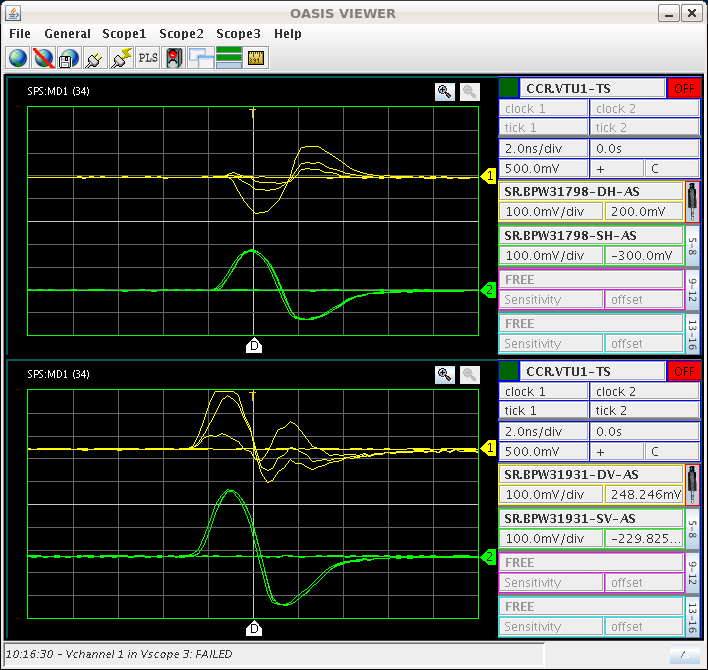 OASIS VIEWER
File General Scope1 Scope2 Scope3 Help
PLS
SPS:MD1 (34)
T
1
2
D
CCR.VTU1-TS OFF
clock 1 clock 2
tick 1 tick 2
2.0ns/div 0.0s
500.0mV + C
SR.BPW31798-DH-AS
100.0mV/div 200.0mV
SR.BPW31798-SH-AS
100.0mV/div -300.0mV
5-8
FREE
Sensitivity offset
9-12
FREE
Sensitivity offset
13-16
SPS:MD1 (34)
T
1
2
D
CCR.VTU1-TS OFF
clock 1 clock 2
tick 1 tick 2
2.0ns/div 0.0s
500.0mV + C
SR.BPW31931-DV-AS
100.0mV/div 248.246mV
SR.BPW31931-SV-AS
100.0mV/div -229.825...
5-8
FREE
Sensitivity offset
9-12
FREE
Sensitivity offset
13-16
10:16:30 - Vchannel 1 in Vscope 3: FAILED